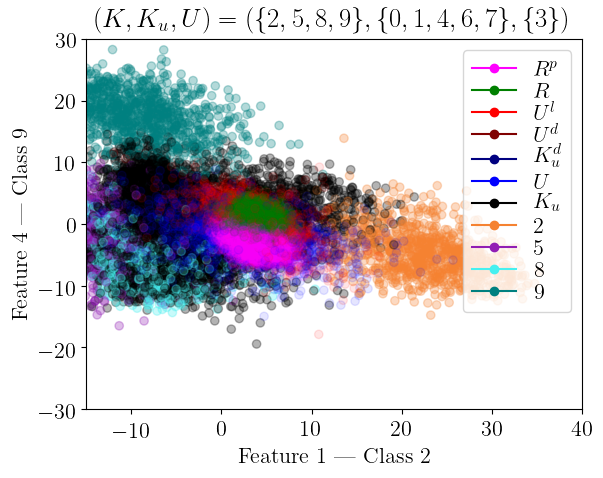 (K, K_u, U) = ({2, 5, 8, 9}, {0, 1, 4, 6, 7}, {3})
30
20
10
0
−10
−20
−30
Feature 4 — Class 9
R^p
R
U^l
U^d
K_u^d
U
K_u
2
5
8
9
−10
0
10
20
30
40
Feature 1 — Class 2